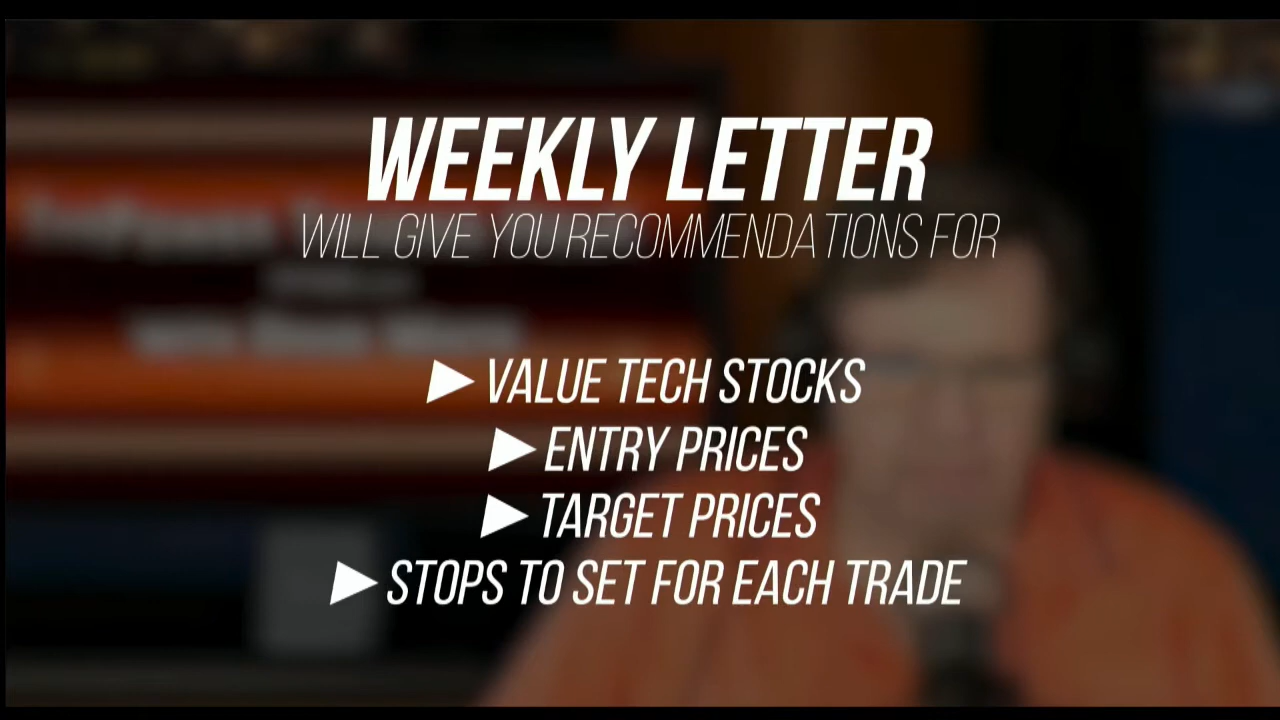 WEEKLY LETTER
WILL GIVE YOU RECOMMENDATIONS FOR
► VALUE TECH STOCKS
► ENTRY PRICES
► TARGET PRICES
► STOPS TO SET FOR EACH TRADE